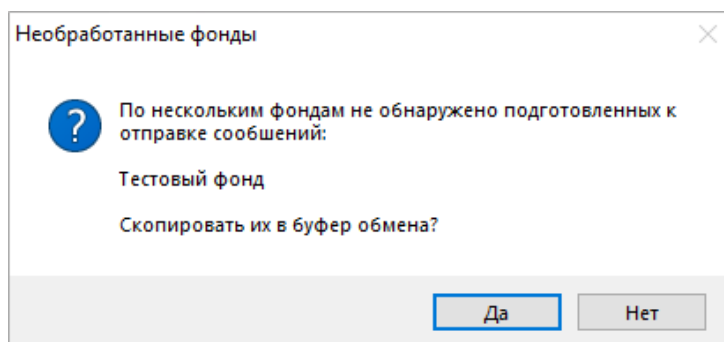 Необработанные фонды
По нескольким фондам не обнаружено подготовленных к
отправке сообщений:
Тестовый фонд
Скопировать их в буфер обмена?
Да
Нет